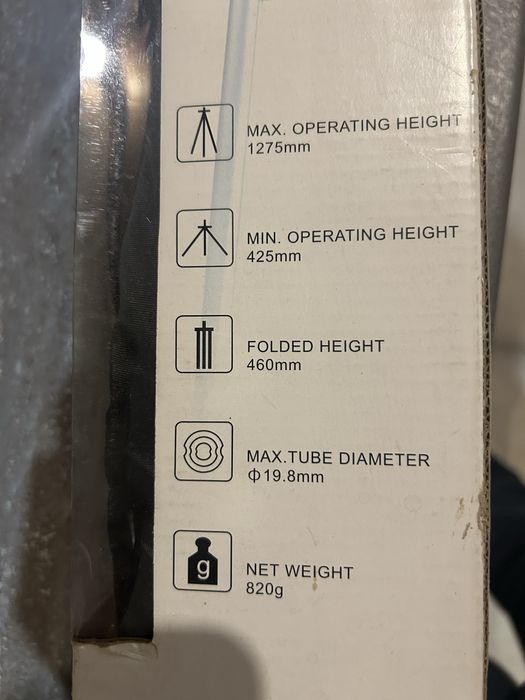 MAX. OPERATING HEIGHT
1275mm
MIN. OPERATING HEIGHT
425mm
FOLDED HEIGHT
460mm
MAX.TUBE DIAMETER
Φ19.8mm
g
NET WEIGHT
820g